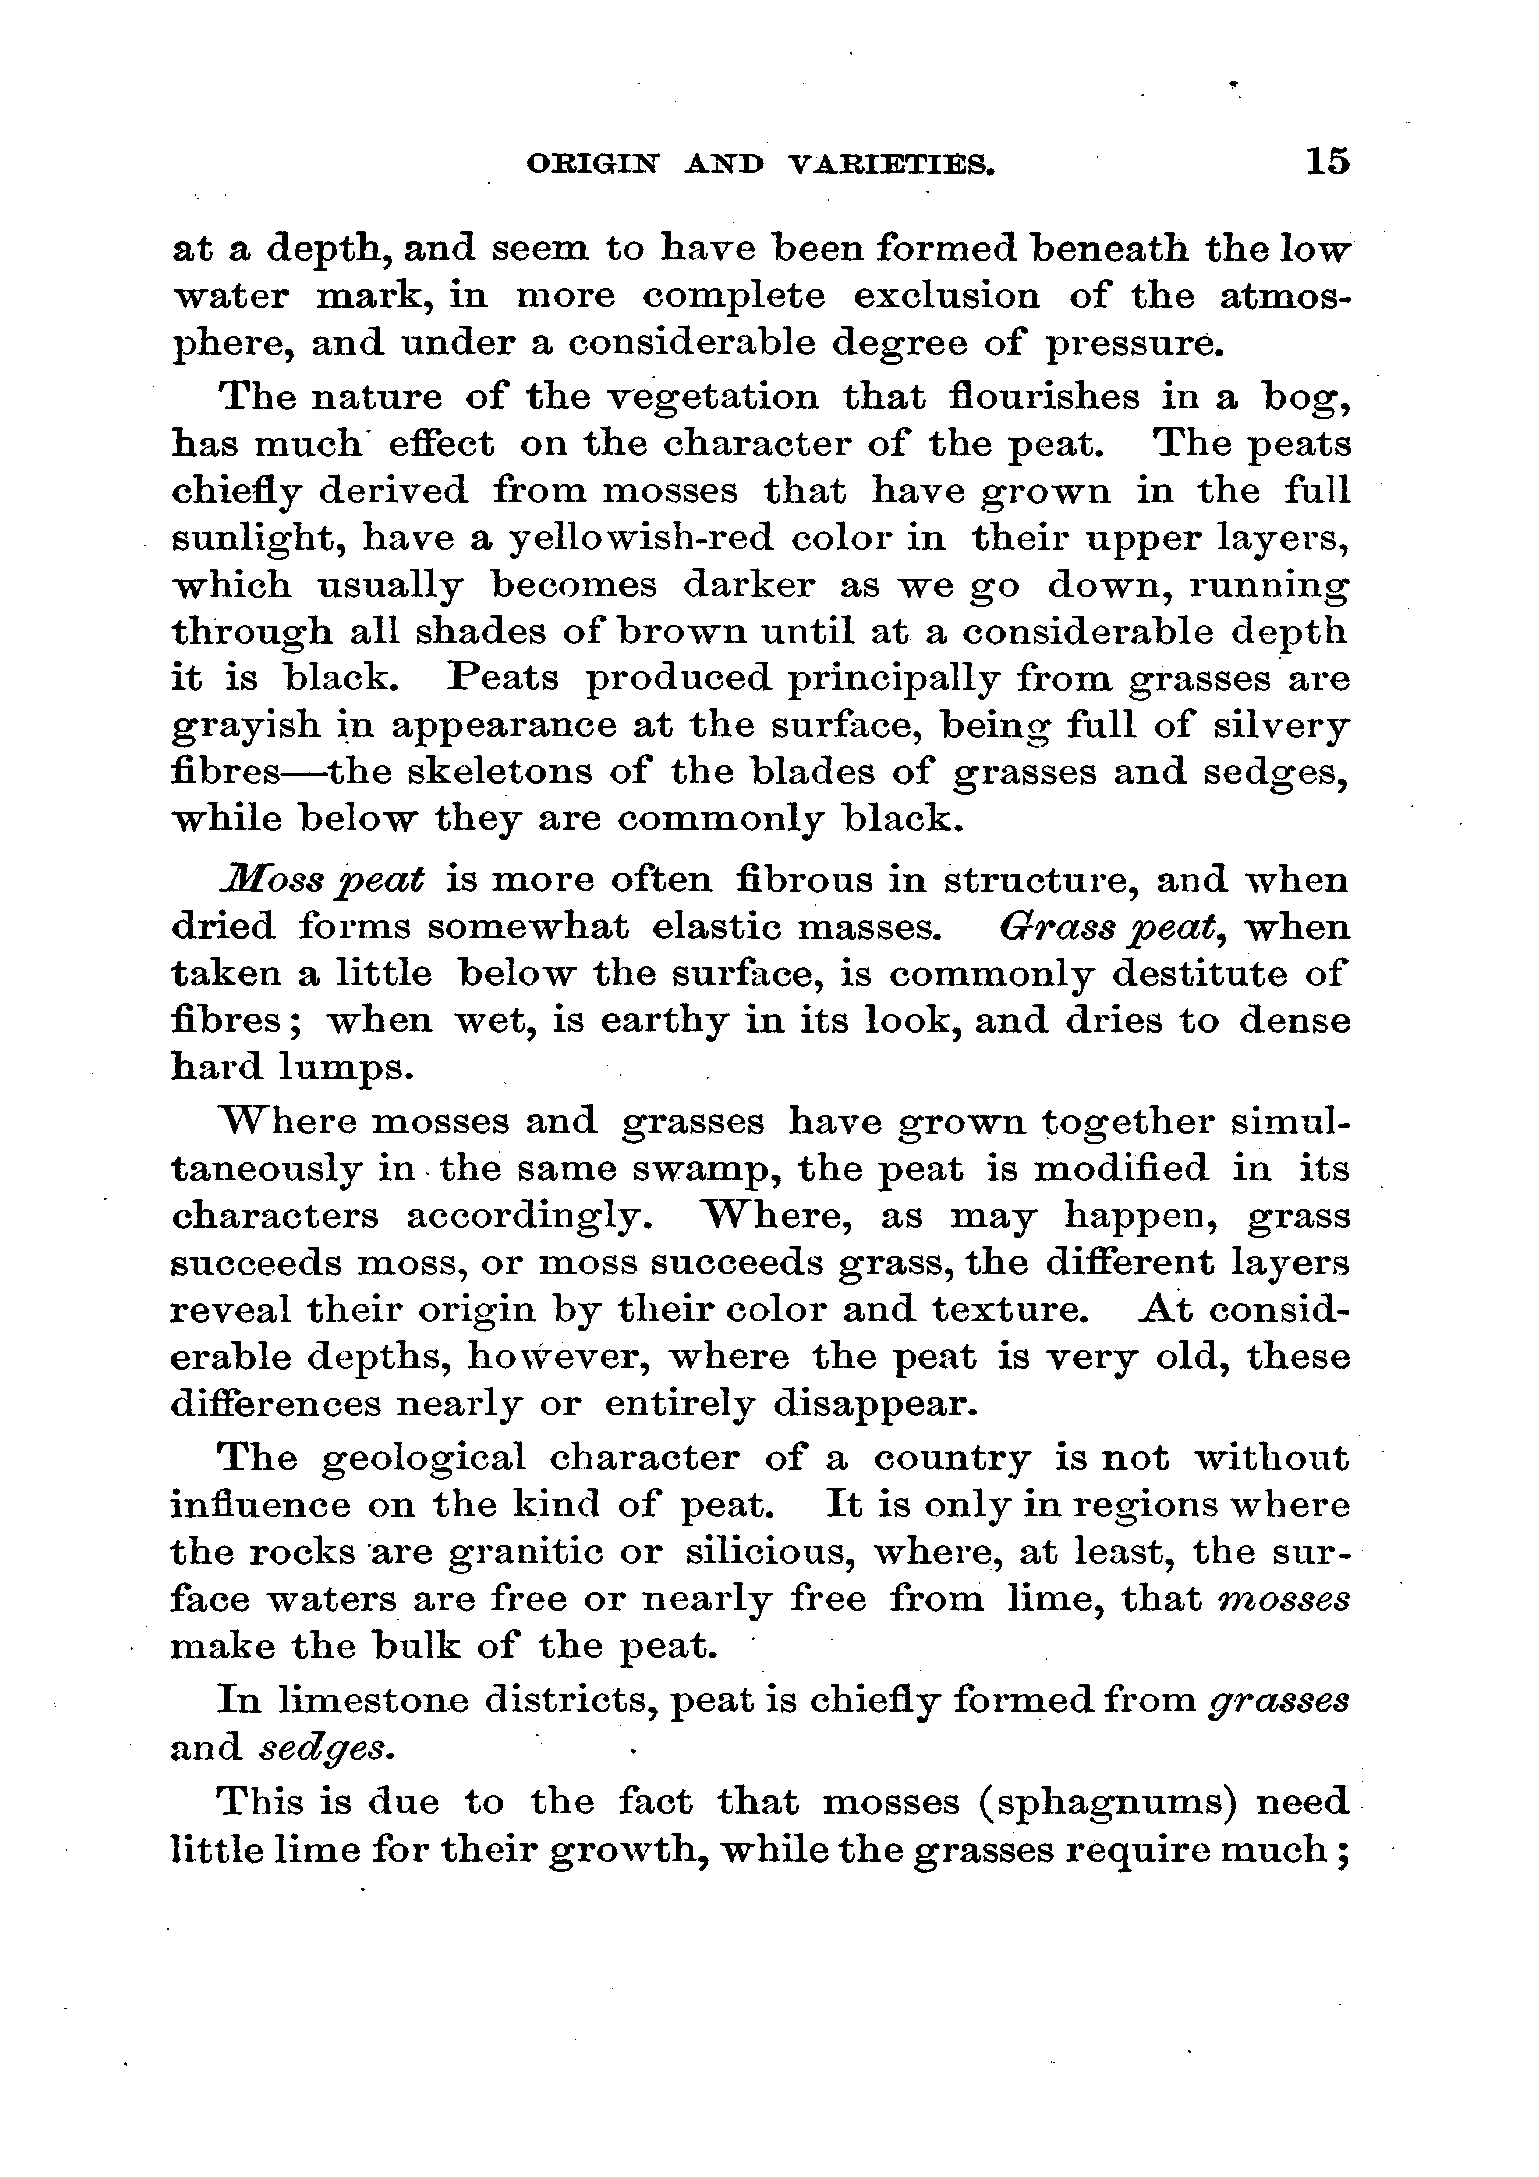 ORIGIN AND VARIETIES. 15
at a depth, and seem to have been formed beneath the low
water mark, in more complete exclusion of the atmos-
phere, and under a considerable degree of pressure.
The nature of the vegetation that flourishes in a bog,
has much effect on the character of the peat. The peats
chiefly derived from mosses that have grown in the full
sunlight, have a yellowish-red color in their upper layers,
which usually becomes darker as we go down, running
through all shades of brown until at a considerable depth
it is black. Peats produced principally from grasses are
grayish in appearance at the surface, being full of silvery
fibres—the skeletons of the blades of grasses and sedges,
while below they are commonly black.
Moss peat is more often fibrous in structure, and when
dried forms somewhat elastic masses. Grass peat, when
taken a little below the surface, is commonly destitute of
fibres; when wet, is earthy in its look, and dries to dense
hard lumps.
Where mosses and grasses have grown together simul-
taneously in the same swamp, the peat is modified in its
characters accordingly. Where, as may happen, grass
succeeds moss, or moss succeeds grass, the different layers
reveal their origin by their color and texture. At consid-
erable depths, however, where the peat is very old, these
differences nearly or entirely disappear.
The geological character of a country is not without
influence on the kind of peat. It is only in regions where
the rocks are granitic or silicious, where, at least, the sur-
face waters are free or nearly free from lime, that mosses
make the bulk of the peat.
In limestone districts, peat is chiefly formed from grasses
and sedges.
This is due to the fact that mosses (sphagnums) need
little lime for their growth, while the grasses require much;